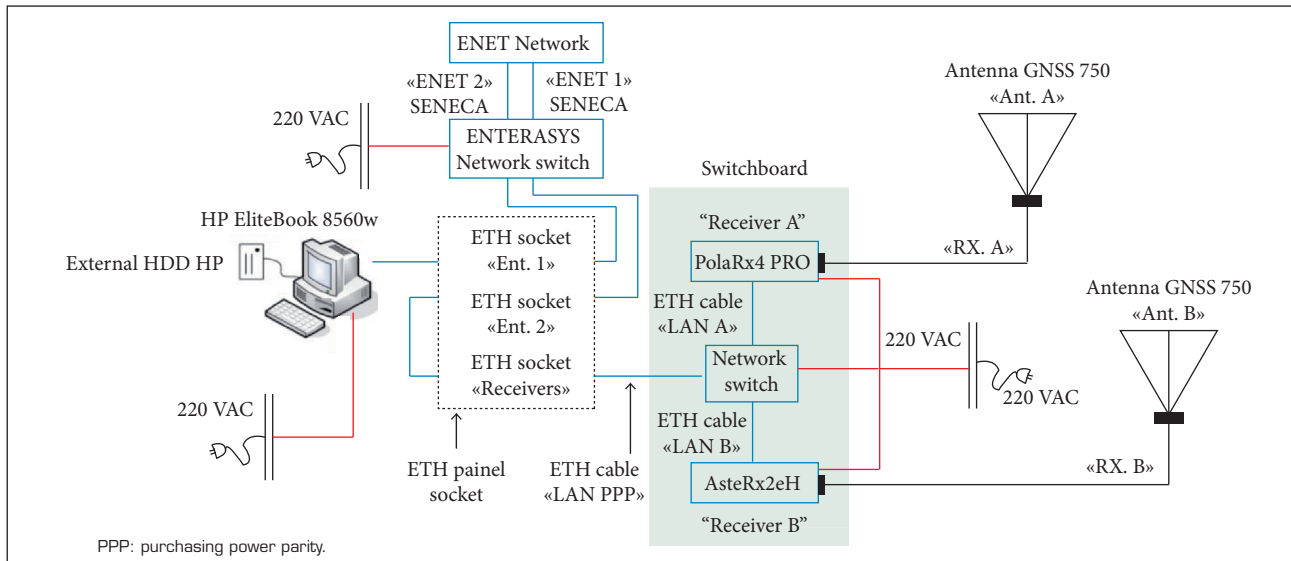 ENET Network
«ENET 2»
SENECA
«ENET 1»
SENECA
220 VAC
ENTERASYS
Network switch
HP EliteBook 8560w
External HDD HP
220 VAC
ETH socket
«Ent. 1»
ETH socket
«Ent. 2»
ETH socket
«Receivers»
ETH painel
socket
ETH cable
«LAN PPP»
Switchboard
“Receiver A”
PolaRx4 PRO
ETH cable
«LAN A»
Network
switch
ETH cable
«LAN B»
AsteRx2eH
“Receiver B”
Antenna GNSS 750
«Ant. A»
«RX. A»
220 VAC
220 VAC
Antenna GNSS 750
«Ant. B»
«RX. B»
PPP: purchasing power parity.